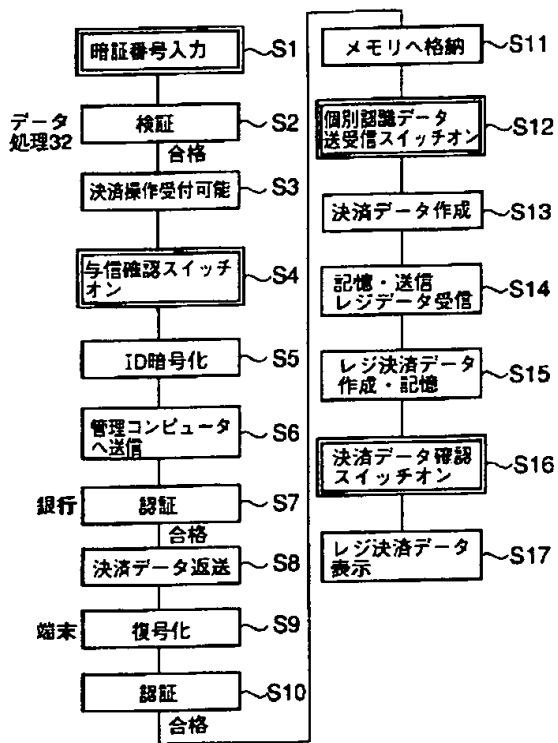 暗証番号入力
S1
データ
処理32
検証
S2
合格
決済操作受付可能
S3
与信確認スイッチ
オン
S4
ID暗号化
S5
管理コンピュータ
へ送信
S6
銀行
認証
S7
合格
決済データ返送
S8
端末
復号化
S9
認証
S10
合格
メモリへ格納
S11
個別認識データ
送受信スイッチオン
S12
決済データ作成
S13
記憶・送信
レジデータ受信
S14
レジ決済データ
作成・記憶
S15
決済データ確認
スイッチオン
S16
レジ決済データ
表示
S17